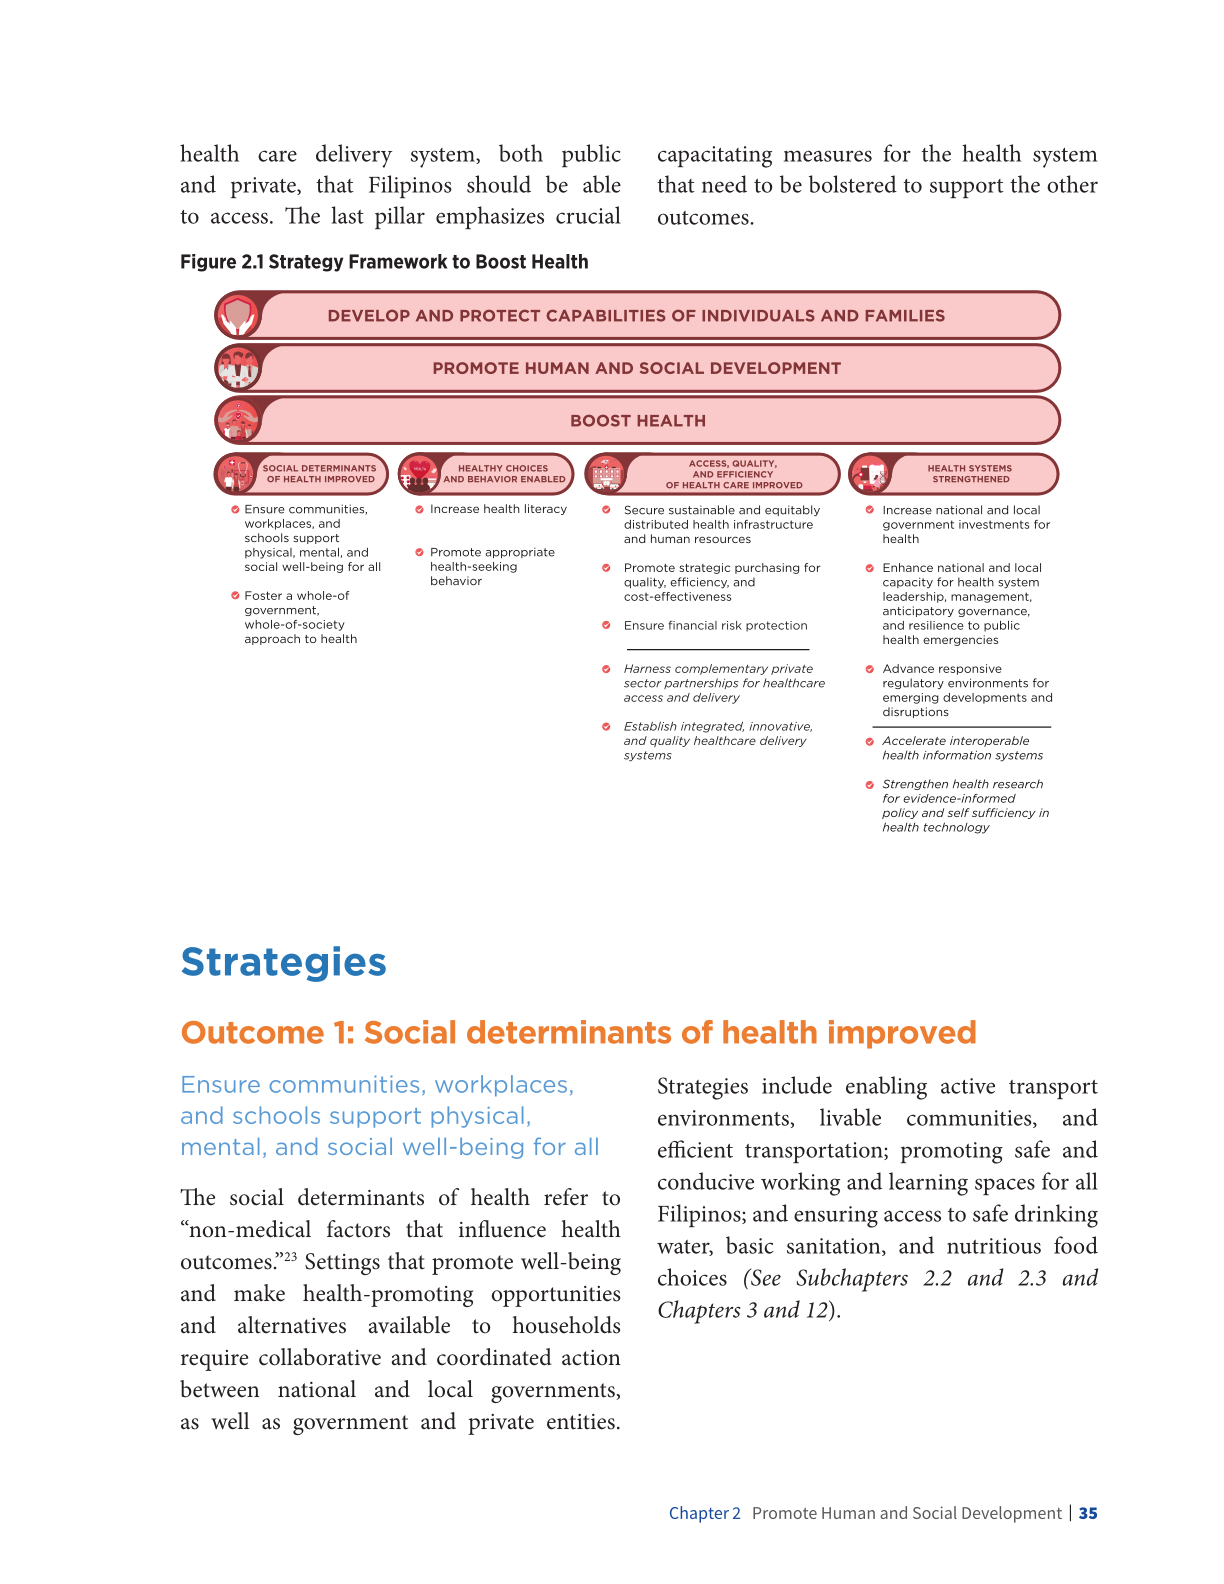 health care delivery system, both public
and private, that Filipinos should be able
to access. The last pillar emphasizes crucial
capacitating measures for the health system
that need to be bolstered to support the other
outcomes.
Figure 2.1 Strategy Framework to Boost Health
DEVELOP AND PROTECT CAPABILITIES OF INDIVIDUALS AND FAMILIES
PROMOTE HUMAN AND SOCIAL DEVELOPMENT
BOOST HEALTH
SOCIAL DETERMINANTS
OF HEALTH IMPROVED
Ensure communities,
workplaces, and
schools support
physical, mental, and
social well-being for all
Foster a whole-of
government,
whole-of-society
approach to health
HEALTHY CHOICES
AND BEHAVIOR ENABLED
Increase health literacy
Promote appropriate
health-seeking
behavior
ACCESS, QUALITY,
AND EFFICIENCY
OF HEALTH CARE IMPROVED
Secure sustainable and equitably
distributed health infrastructure
and human resources
Promote strategic purchasing for
quality, efficiency, and
cost-effectiveness
Ensure financial risk protection
Harness complementary private
sector partnerships for healthcare
access and delivery
Establish integrated, innovative,
and quality healthcare delivery
systems
HEALTH SYSTEMS
STRENGTHENED
Increase national and local
government investments for
health
Enhance national and local
capacity for health system
leadership, management,
anticipatory governance,
and resilience to public
health emergencies
Advance responsive
regulatory environments for
emerging developments and
disruptions
Accelerate interoperable
health information systems
Strengthen health research
for evidence-informed
policy and self sufficiency in
health technology
Strategies
Outcome 1: Social determinants of health improved
Ensure communities, workplaces,
and schools support physical,
mental, and social well-being for all
The social determinants of health refer to
“non-medical factors that influence health
outcomes.”23 Settings that promote well-being
and make health-promoting opportunities
and alternatives available to households
require collaborative and coordinated action
between national and local governments,
as well as government and private entities.
Strategies include enabling active transport
environments, livable communities, and
efficient transportation; promoting safe and
conducive working and learning spaces for all
Filipinos; and ensuring access to safe drinking
water, basic sanitation, and nutritious food
choices (See Subchapters 2.2 and 2.3 and
Chapters 3 and 12).
Chapter 2 Promote Human and Social Development | 35